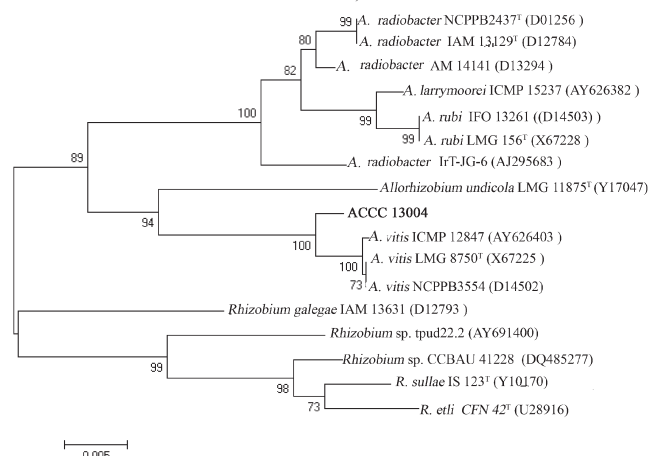 99 A. radiobacter NCPPB2437ᵀ (D01256 )
A. radiobacter IAM 13,129ᵀ (D12784)
80
A. radiobacter AM 14141 (D13294 )
82
A. larrymoorei ICMP 15237 (AY626382 )
99
A. rubi IFO 13261 ((D14503) )
100
99 A. rubi LMG 156ᵀ (X67228 )
A. radiobacter IrT-JG-6 (AJ295683 )
89
Allorhizobium undicola LMG 11875ᵀ (Y17047)
94
ACCC 13004
100
A. vitis ICMP 12847 (AY626403 )
100
A. vitis LMG 8750ᵀ (X67225 )
73 A. vitis NCPPB3554 (D14502)
Rhizobium galegae IAM 13631 (D12793 )
Rhizobium sp. tpud22.2 (AY691400)
99
Rhizobium sp. CCBAU 41228 (DQ485277)
98
R. sullae IS 123ᵀ (Y10170)
73
R. etli CFN 42ᵀ (U28916)
0.005